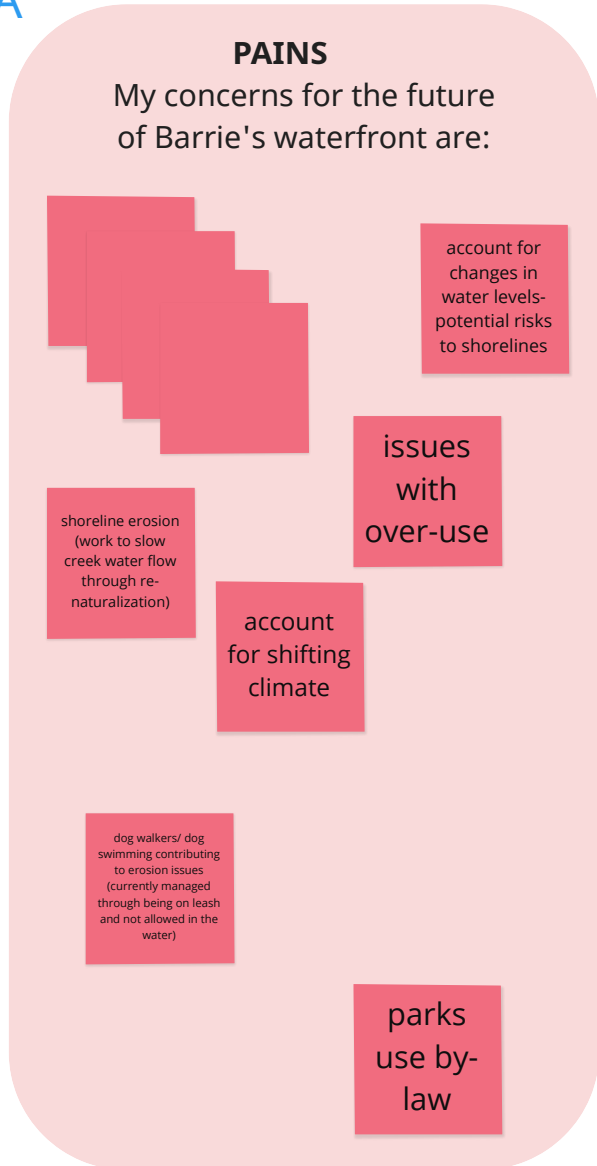 A
PAINS
My concerns for the future
of Barrie's waterfront are:
account for
changes in
water levels-
potential risks
to shorelines
issues
with
over-use
shoreline erosion
(work to slow
creek water flow
through re-
naturalization)
account
for shifting
climate
dog walkers/ dog
swimming contributing
to erosion issues
(currently managed
through being on leash
and not allowed in the
water)
parks
use by-
law